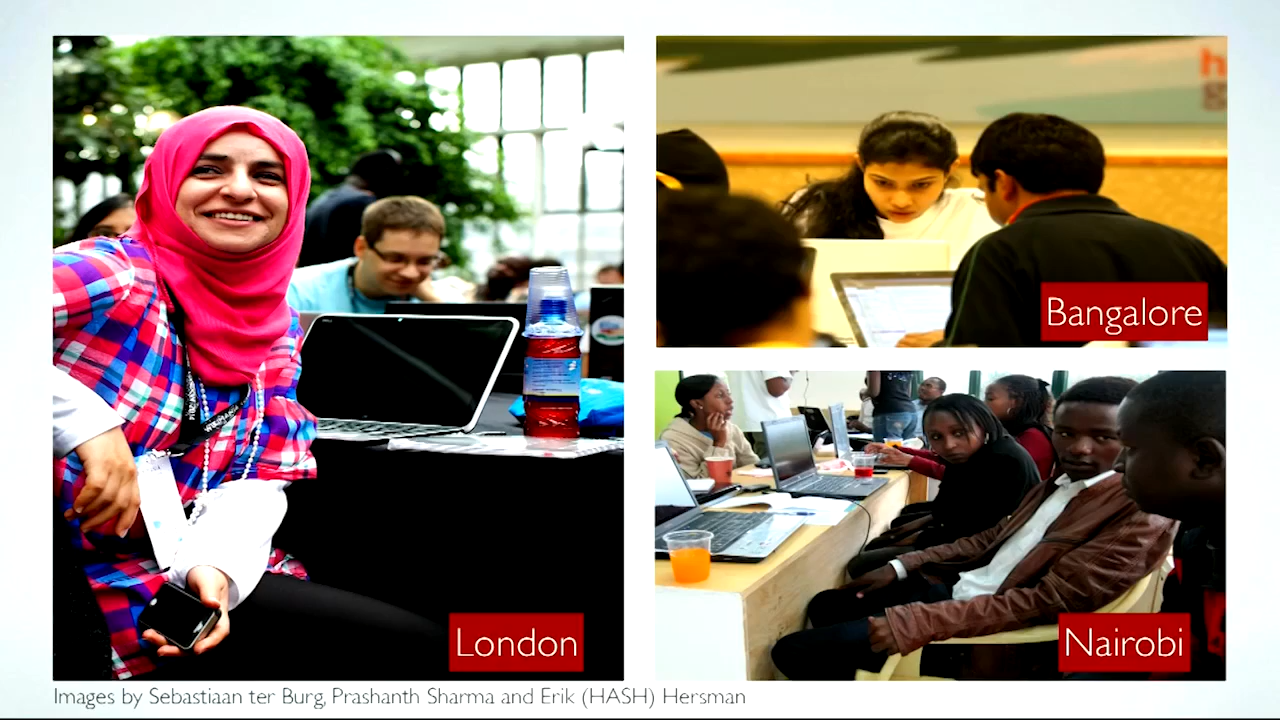 London
Bangalore
Nairobi
Images by Sebastiaan ter Burg, Prashanth Sharma and Erik (HASH) Hersman